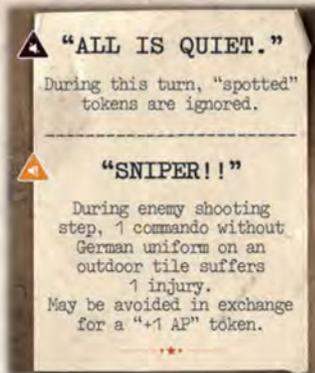 “ALL IS QUIET.”
During this turn, “spotted”
tokens are ignored.
“SNIPER!!”
During enemy shooting
step, 1 commando without
German uniform on an
outdoor tile suffers
1 injury.
May be avoided in exchange
for a “+1 AP” token.